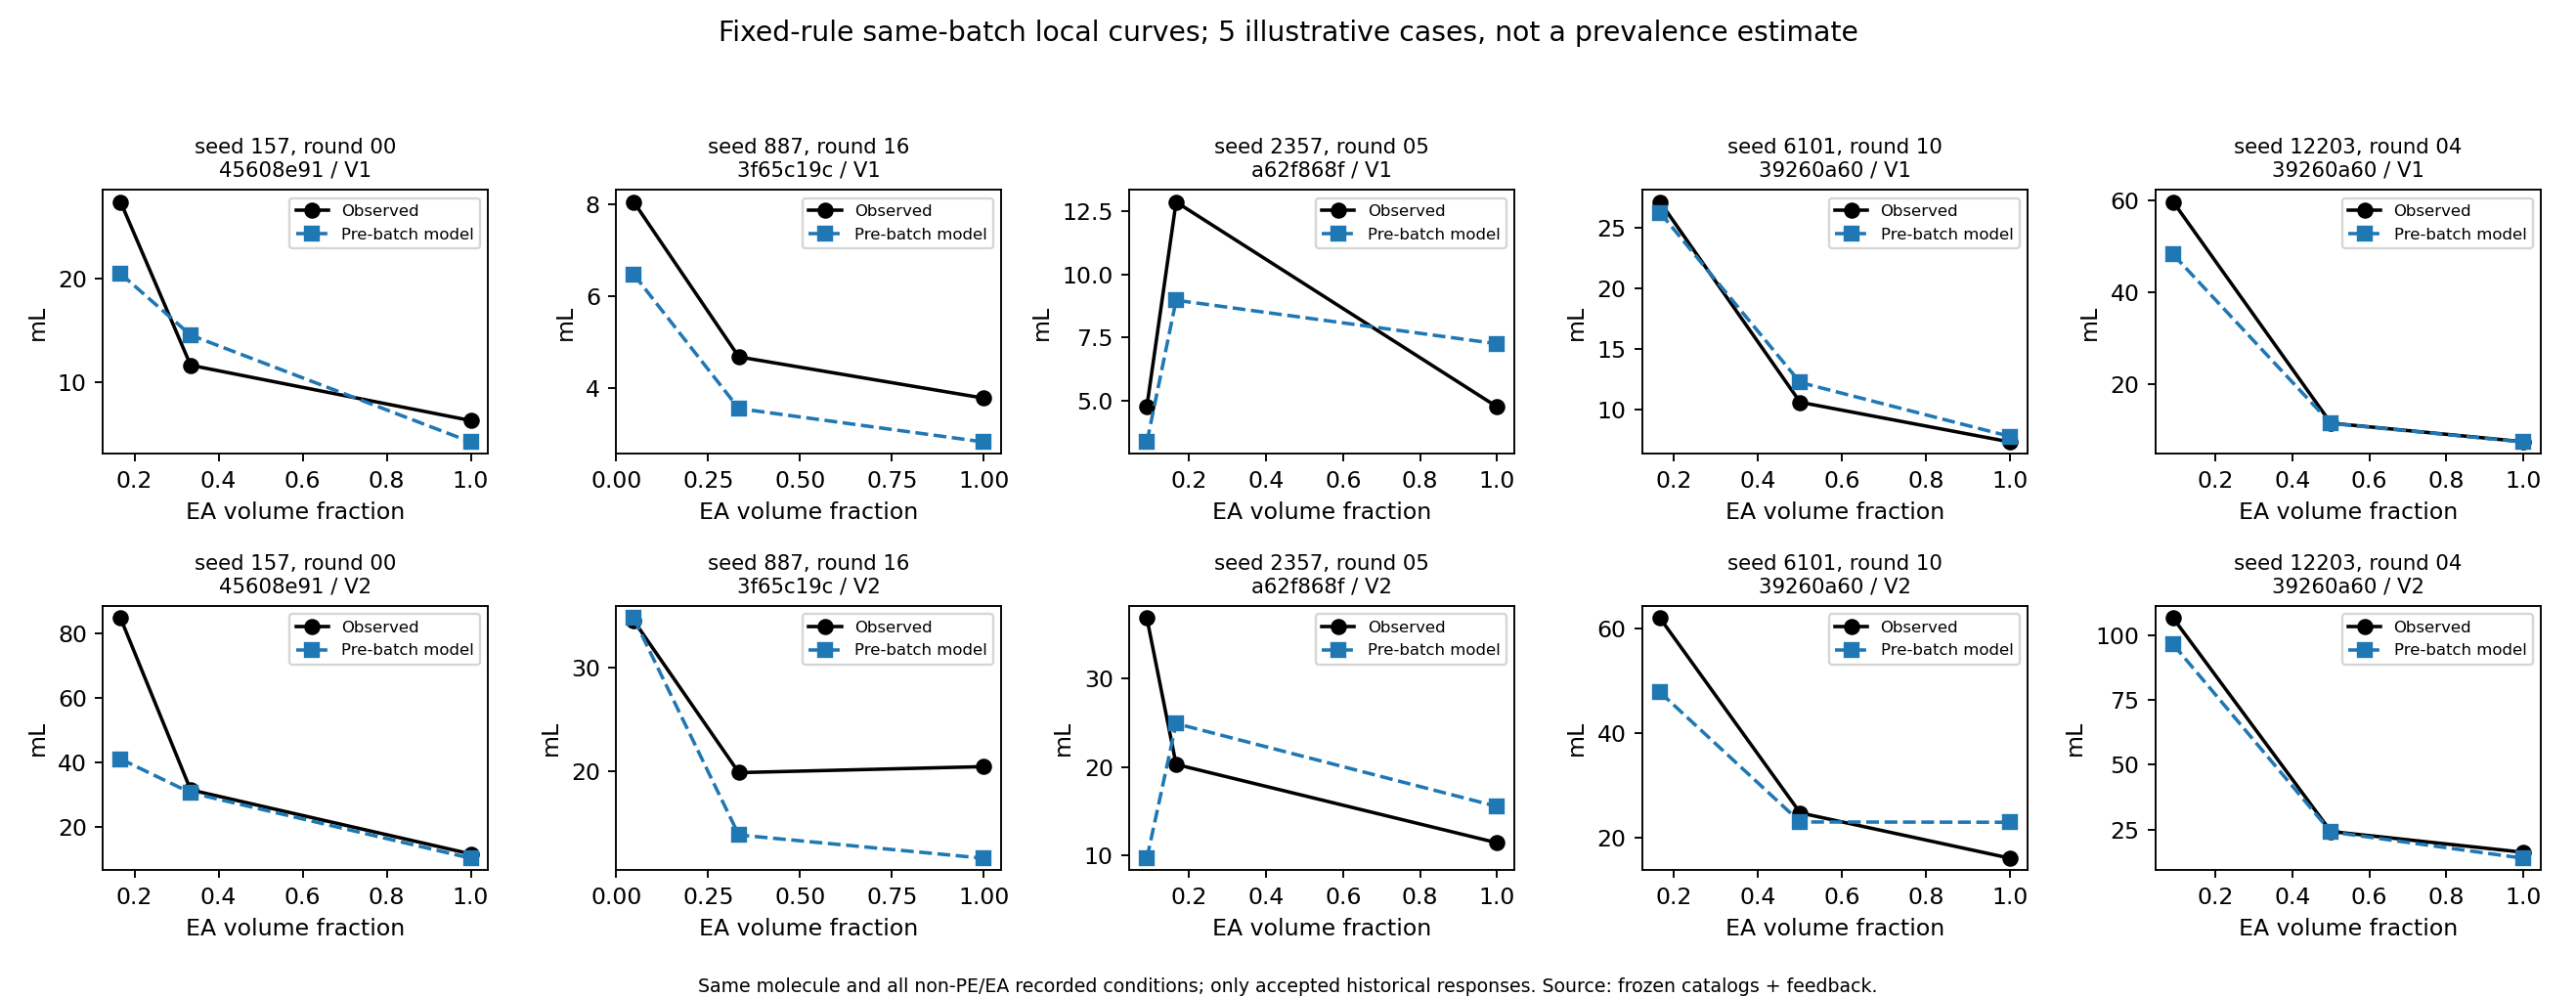 Fixed-rule same-batch local curves; 5 illustrative cases, not a prevalence estimate
seed 157, round 00
45608e91 / V1
Observed
Pre-batch model
20
10
mL
0.2 0.4 0.6 0.8 1.0
EA volume fraction
seed 887, round 16
3f65c19c / V1
Observed
Pre-batch model
8
6
4
mL
0.00 0.25 0.50 0.75 1.00
EA volume fraction
seed 2357, round 05
a62f868f / V1
Observed
Pre-batch model
12.5
10.0
7.5
5.0
mL
0.2 0.4 0.6 0.8 1.0
EA volume fraction
seed 6101, round 10
39260a60 / V1
Observed
Pre-batch model
25
20
15
10
mL
0.2 0.4 0.6 0.8 1.0
EA volume fraction
seed 12203, round 04
39260a60 / V1
Observed
Pre-batch model
60
40
20
mL
0.2 0.4 0.6 0.8 1.0
EA volume fraction
seed 157, round 00
45608e91 / V2
Observed
Pre-batch model
80
60
40
20
mL
0.2 0.4 0.6 0.8 1.0
EA volume fraction
seed 887, round 16
3f65c19c / V2
Observed
Pre-batch model
30
20
mL
0.00 0.25 0.50 0.75 1.00
EA volume fraction
seed 2357, round 05
a62f868f / V2
Observed
Pre-batch model
30
20
10
mL
0.2 0.4 0.6 0.8 1.0
EA volume fraction
seed 6101, round 10
39260a60 / V2
Observed
Pre-batch model
60
40
20
mL
0.2 0.4 0.6 0.8 1.0
EA volume fraction
seed 12203, round 04
39260a60 / V2
Observed
Pre-batch model
100
75
50
25
mL
0.2 0.4 0.6 0.8 1.0
EA volume fraction
Same molecule and all non-PE/EA recorded conditions; only accepted historical responses. Source: frozen catalogs + feedback.